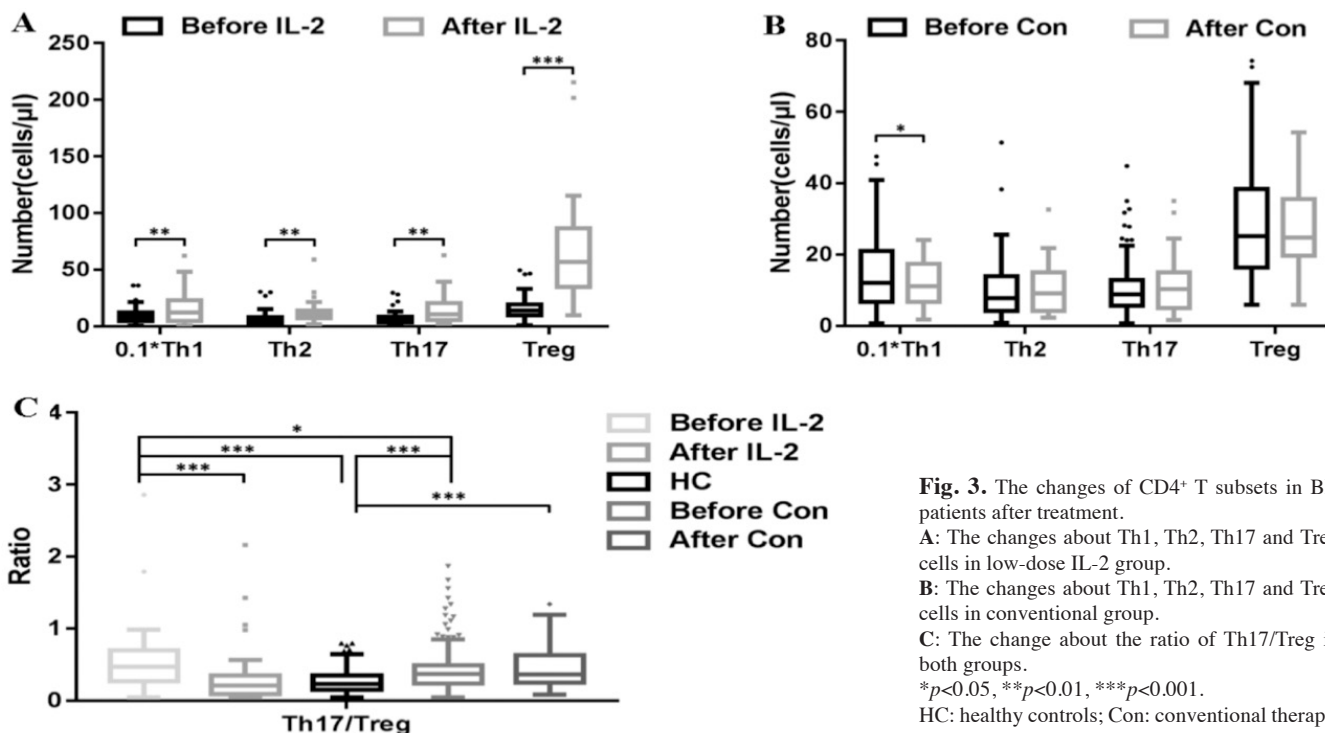 A
Before IL-2
After IL-2
Number(cells/µl)
250
200
150
100
50
0
**
**
**
***
0.1*Th1
Th2
Th17
Treg
B
Before Con
After Con
Number(cells/µl)
80
60
40
20
0
*
0.1*Th1
Th2
Th17
Treg
C
Ratio
4
3
2
1
0
*
***
***
***
***
Th17/Treg
Before IL-2
After IL-2
HC
Before Con
After Con
Fig. 3. The changes of CD4⁺ T subsets in B
patients after treatment.
A: The changes about Th1, Th2, Th17 and Tre
cells in low-dose IL-2 group.
B: The changes about Th1, Th2, Th17 and Tre
cells in conventional group.
C: The change about the ratio of Th17/Treg i
both groups.
*p<0.05, **p<0.01, ***p<0.001.
HC: healthy controls; Con: conventional therap